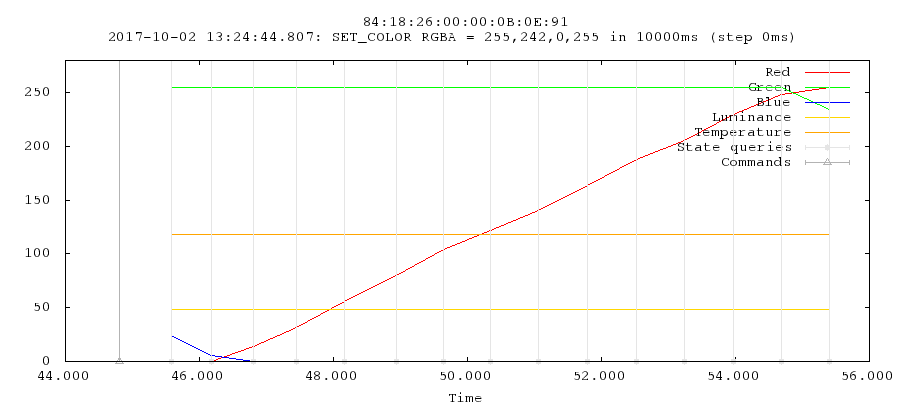 84:18:26:00:00:0B:0E:91
2017-10-02 13:24:44.807: SET_COLOR RGBA = 255,242,0,255 in 10000ms (step 0ms)
Red
Green
Blue
Luminance
Temperature
State queries
Commands
250
200
150
100
50
0
44.000 46.000 48.000 50.000 52.000 54.000 56.000
Time